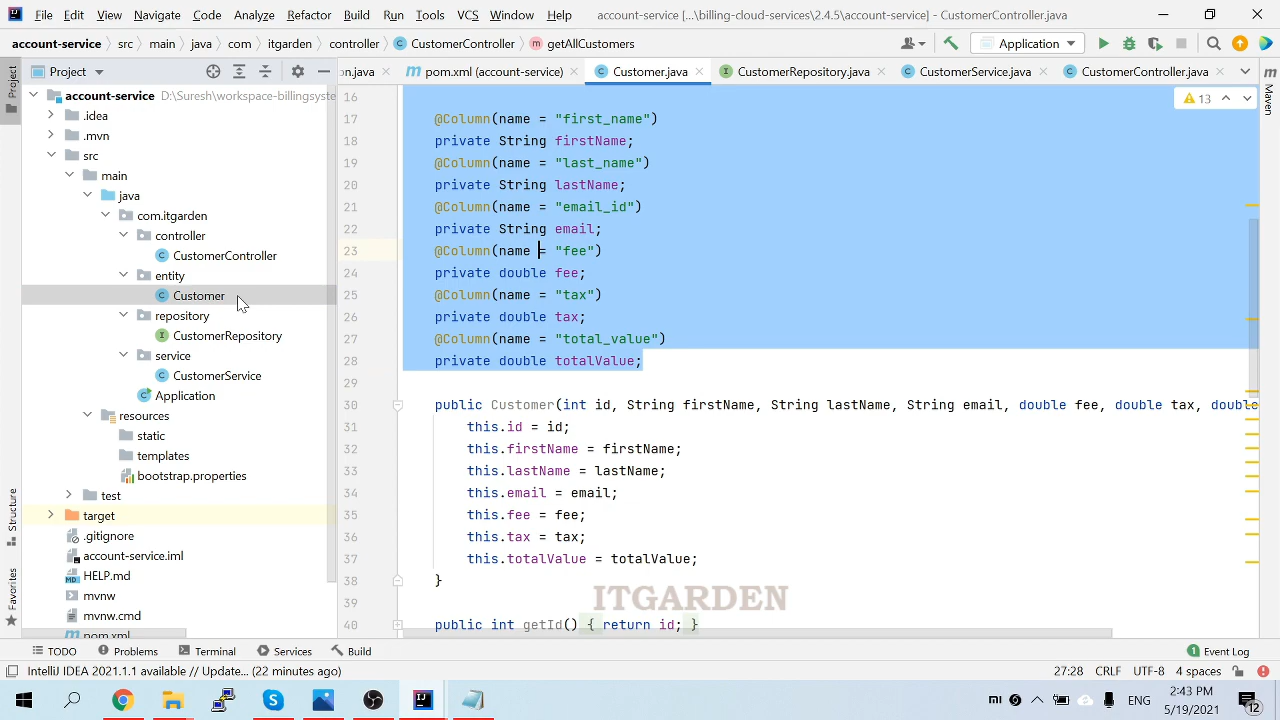 File Edit View Navigate Code Analyze Refactor Build Run Tools VCS Window Help account-service [...\billing-cloud-services\2.4.5\account-service] - CustomerController.java
account-service src main java com itgarden controller CustomerController getAllCustomers Application
Project
on.java pom.xml (account-service) Customer.java CustomerRepository.java CustomerService.java CustomerController.java
Project
Maven
Structure
Favorites
account-service D:\Suresh\workspace-billingsyste
.idea
.mvn
src
main
java
com.itgarden
controller
CustomerController
entity
Customer
repository
CustomerRepository
service
CustomerService
Application
resources
static
templates
bootstrap.properties
test
target
.gitignore
account-service.iml
HELP.md
mvnw
mvnw.cmd
pom.xml
13
16
17 @Column(name = "first_name")
18 private String firstName;
19 @Column(name = "last_name")
20 private String lastName;
21 @Column(name = "email_id")
22 private String email;
23 @Column(name = "fee")
24 private double fee;
25 @Column(name = "tax")
26 private double tax;
27 @Column(name = "total_value")
28 private double totalValue;
29
30 public Customer(int id, String firstName, String lastName, String email, double fee, double tax, double
31 this.id = id;
32 this.firstName = firstName;
33 this.lastName = lastName;
34 this.email = email;
35 this.fee = fee;
36 this.tax = tax;
37 this.totalValue = totalValue;
38 }
39
40 public int getId() { return id; }
ITGARDEN
TODO Problems Terminal Services Build 1 Event Log
IntelliJ IDEA 2021.1.1 available // Update... (22 minutes ago) 27:28 CRLF UTF-8 4 spaces
ENG 2:43 PM
5/19/2021 12